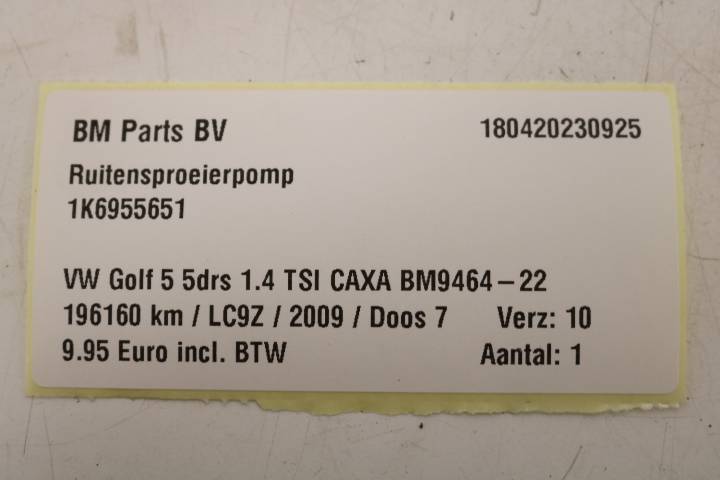 BM Parts BV 180420230925
Ruitensproeierpomp
1K6955651
VW Golf 5 5drs 1.4 TSI CAXA BM9464-22
196160 km / LC9Z / 2009 / Doos 7 Verz: 10
9.95 Euro incl. BTW Aantal: 1